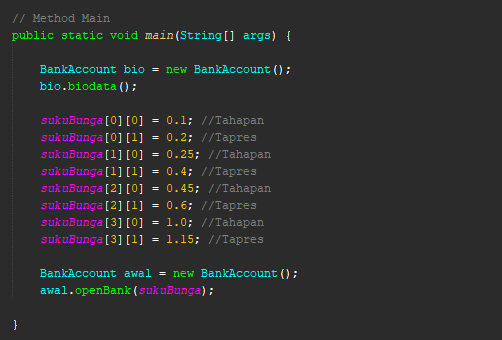 // Method Main
public static void main(String[] args) {
BankAccount bio = new BankAccount();
bio.biodata();
sukuBunga[0][0] = 0.1; //Tahapan
sukuBunga[0][1] = 0.2; //Tapres
sukuBunga[1][0] = 0.25; //Tahapan
sukuBunga[1][1] = 0.4; //Tapres
sukuBunga[2][0] = 0.45; //Tahapan
sukuBunga[2][1] = 0.6; //Tapres
sukuBunga[3][0] = 1.0; //Tahapan
sukuBunga[3][1] = 1.15; //Tapres
BankAccount awal = new BankAccount();
awal.openBank(sukuBunga);
}